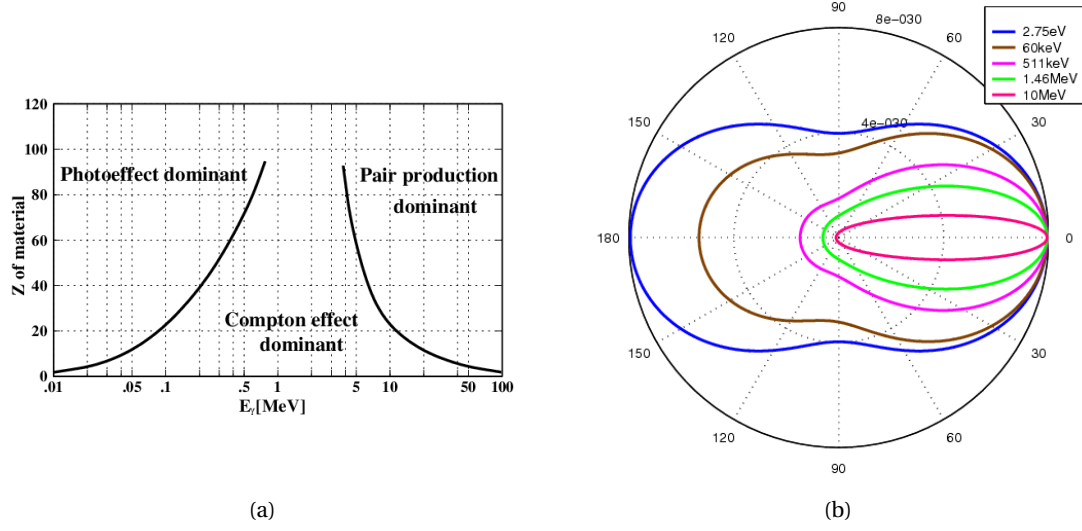 120
100
80
60
40
20
0
Z of material
Photoeffect dominant
Pair production
dominant
Compton effect
dominant
.01
.05
.1
.5
1
5
10
50
100
Eγ[MeV]
(a)
90
8e−030
120
60
4e−030
150
30
180
0
150
30
120
60
90
2.75eV
60keV
511keV
1.46MeV
10MeV
(b)